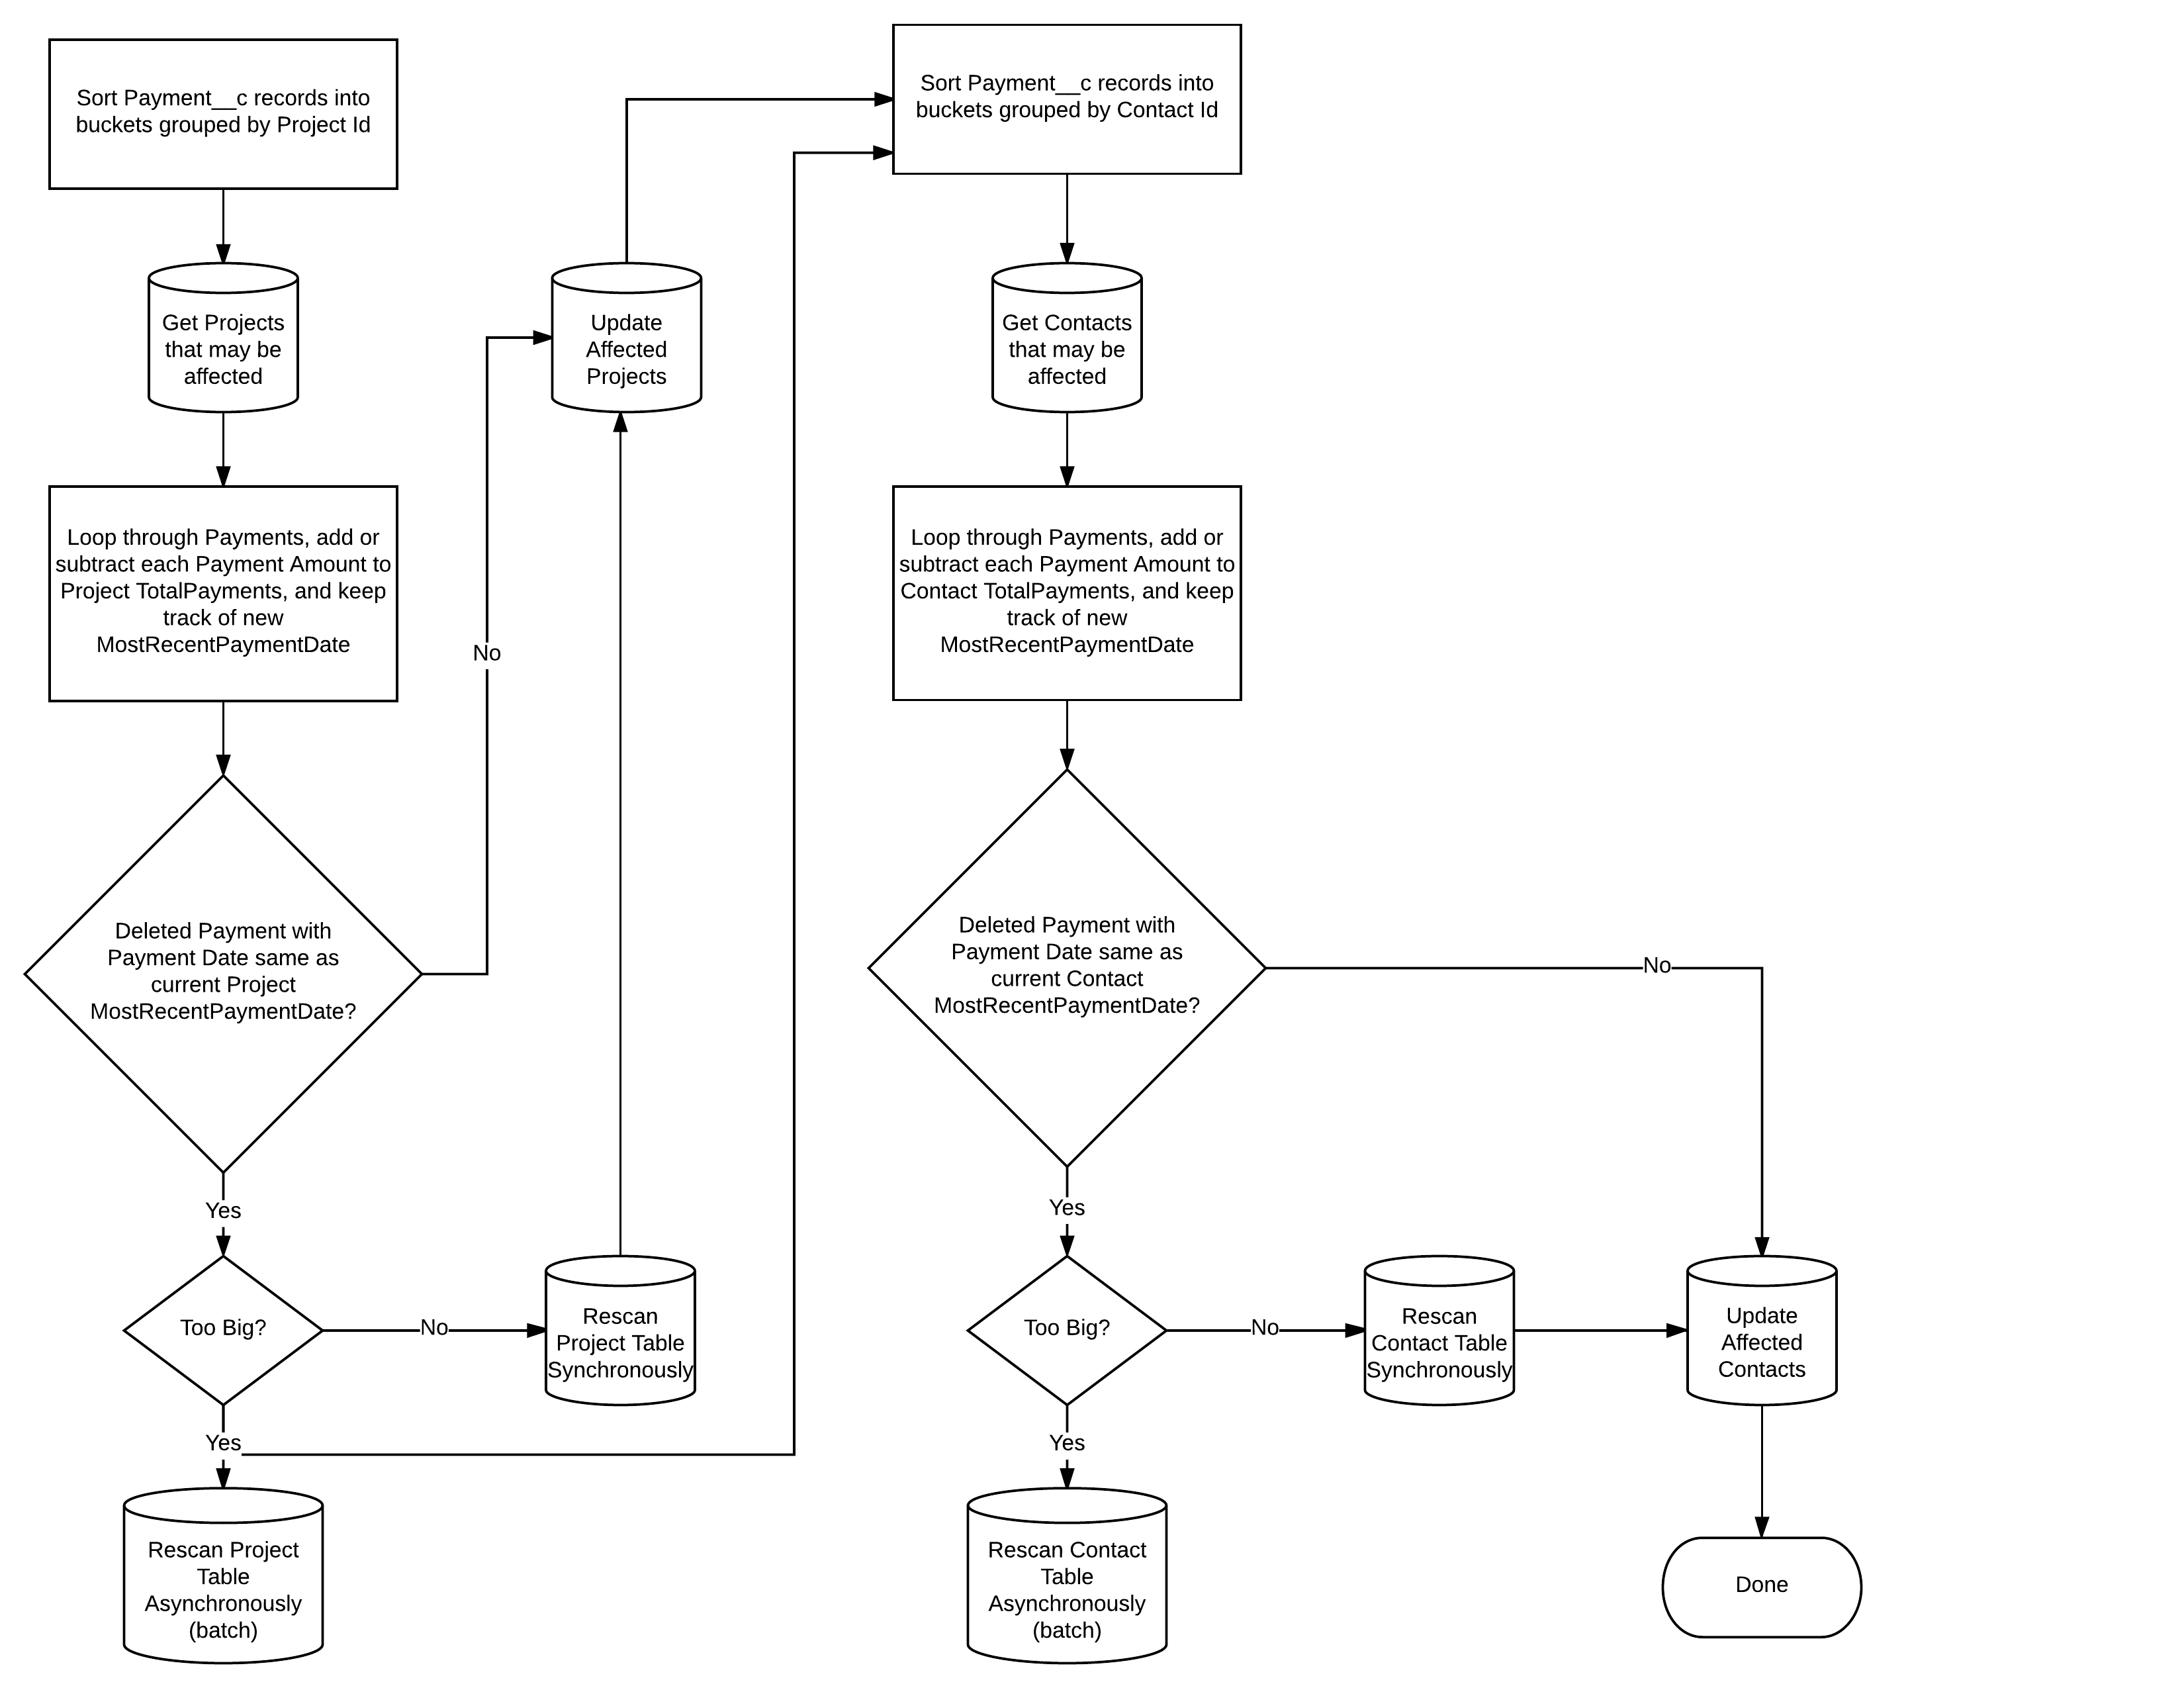 Sort Payment__c records into
buckets grouped by Project Id
Get Projects
that may be
affected
Loop through Payments, add or
subtract each Payment Amount to
Project TotalPayments, and keep
track of new
MostRecentPaymentDate
Deleted Payment with
Payment Date same as
current Project
MostRecentPaymentDate?
No
Yes
Too Big?
No
Yes
Rescan Project
Table
Asynchronously
(batch)
Rescan
Project Table
Synchronously
Update
Affected
Projects
Sort Payment__c records into
buckets grouped by Contact Id
Get Contacts
that may be
affected
Loop through Payments, add or
subtract each Payment Amount to
Contact TotalPayments, and keep
track of new
MostRecentPaymentDate
Deleted Payment with
Payment Date same as
current Contact
MostRecentPaymentDate?
No
Yes
Too Big?
No
Yes
Rescan Contact
Table
Asynchronously
(batch)
Rescan
Contact Table
Synchronously
Update
Affected
Contacts
Done